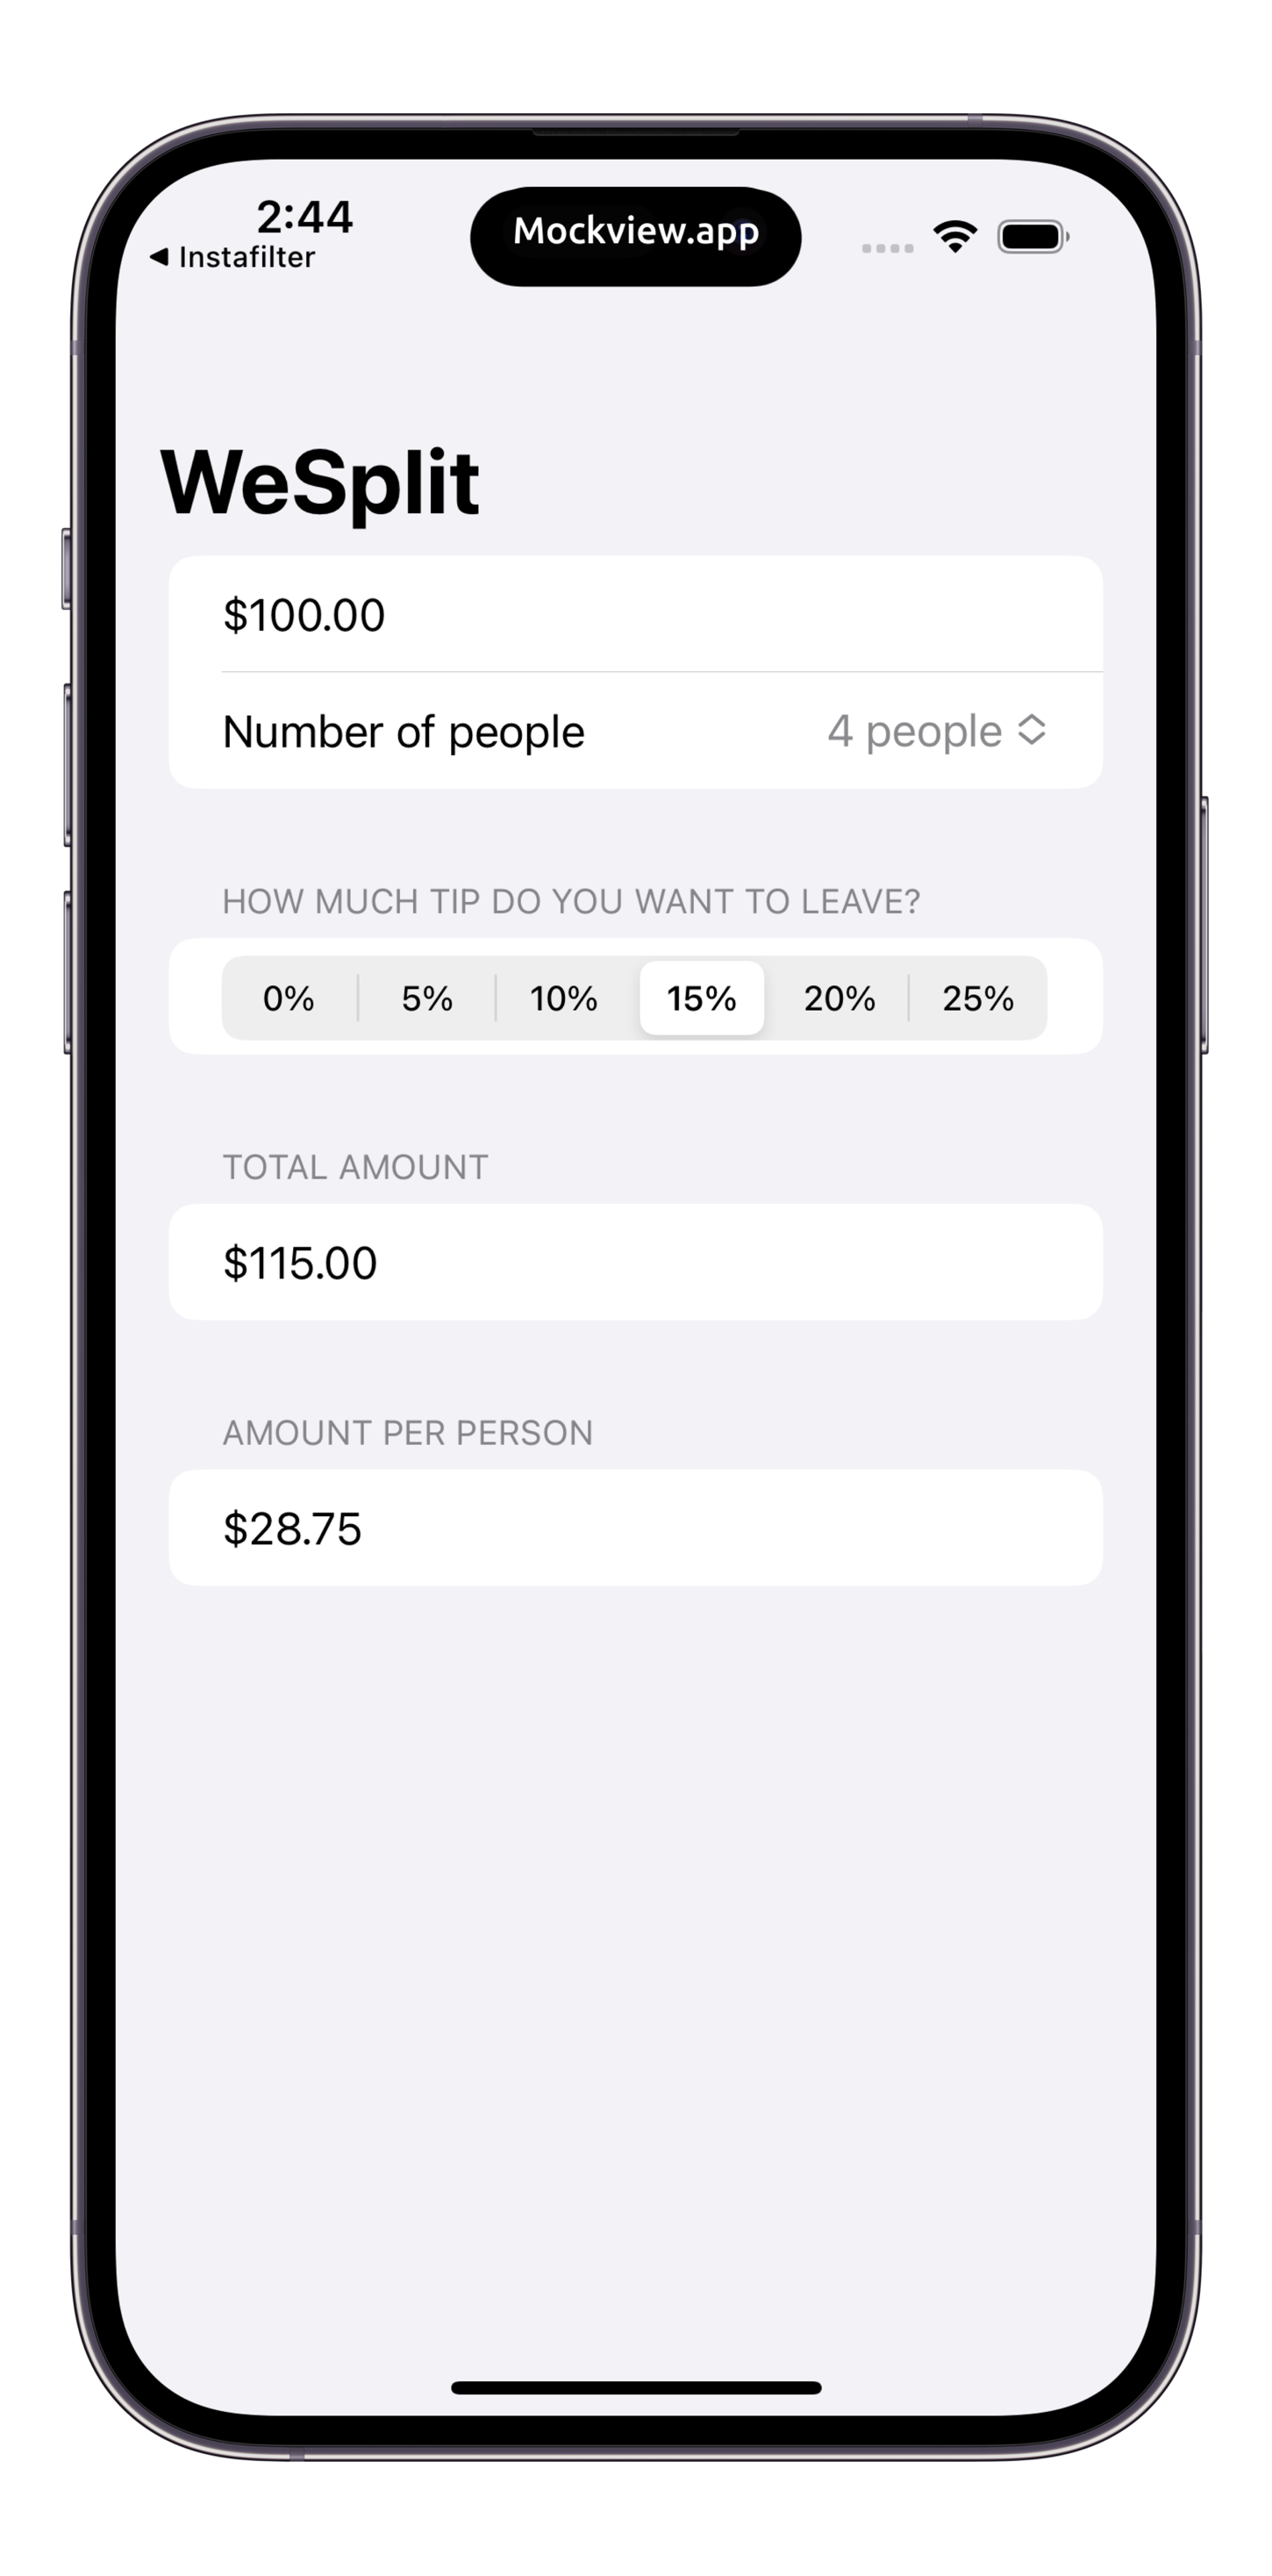 2:44
Instafilter
Mockview.app
WeSplit
$100.00
Number of people 4 people
HOW MUCH TIP DO YOU WANT TO LEAVE?
0% 5% 10% 15% 20% 25%
TOTAL AMOUNT
$115.00
AMOUNT PER PERSON
$28.75